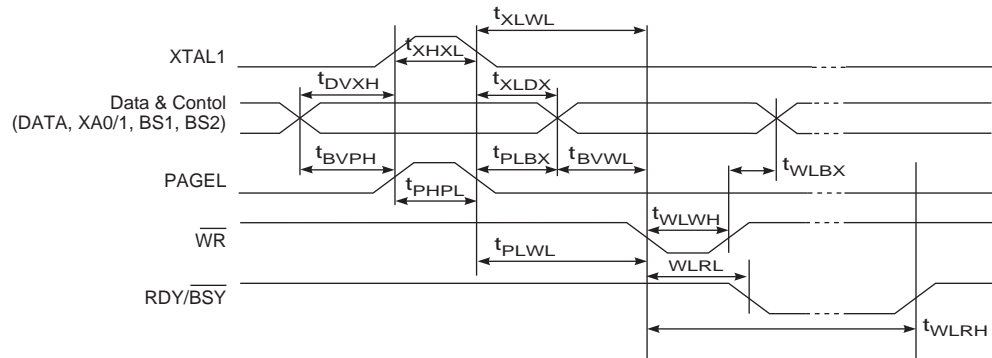 tXLWL
XTAL1
tXHXL
tDVXH
tXLDX
Data & Contol
(DATA, XA0/1, BS1, BS2)
tBVPH
tPLBX
tBVWL
tWLBX
PAGEL
tPHPL
tWLWH
WR
tPLWL
WLRL
RDY/BSY
tWLRH